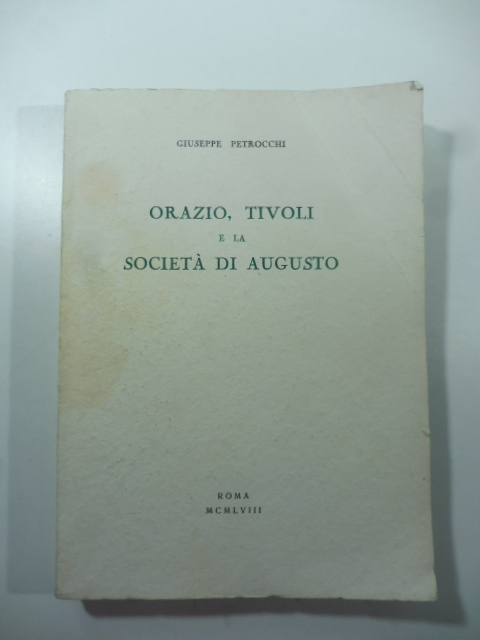 GIUSEPPE PETROCCHI
ORAZIO, TIVOLI
E LA
SOCIETÀ DI AUGUSTO
ROMA
MCMLVIII